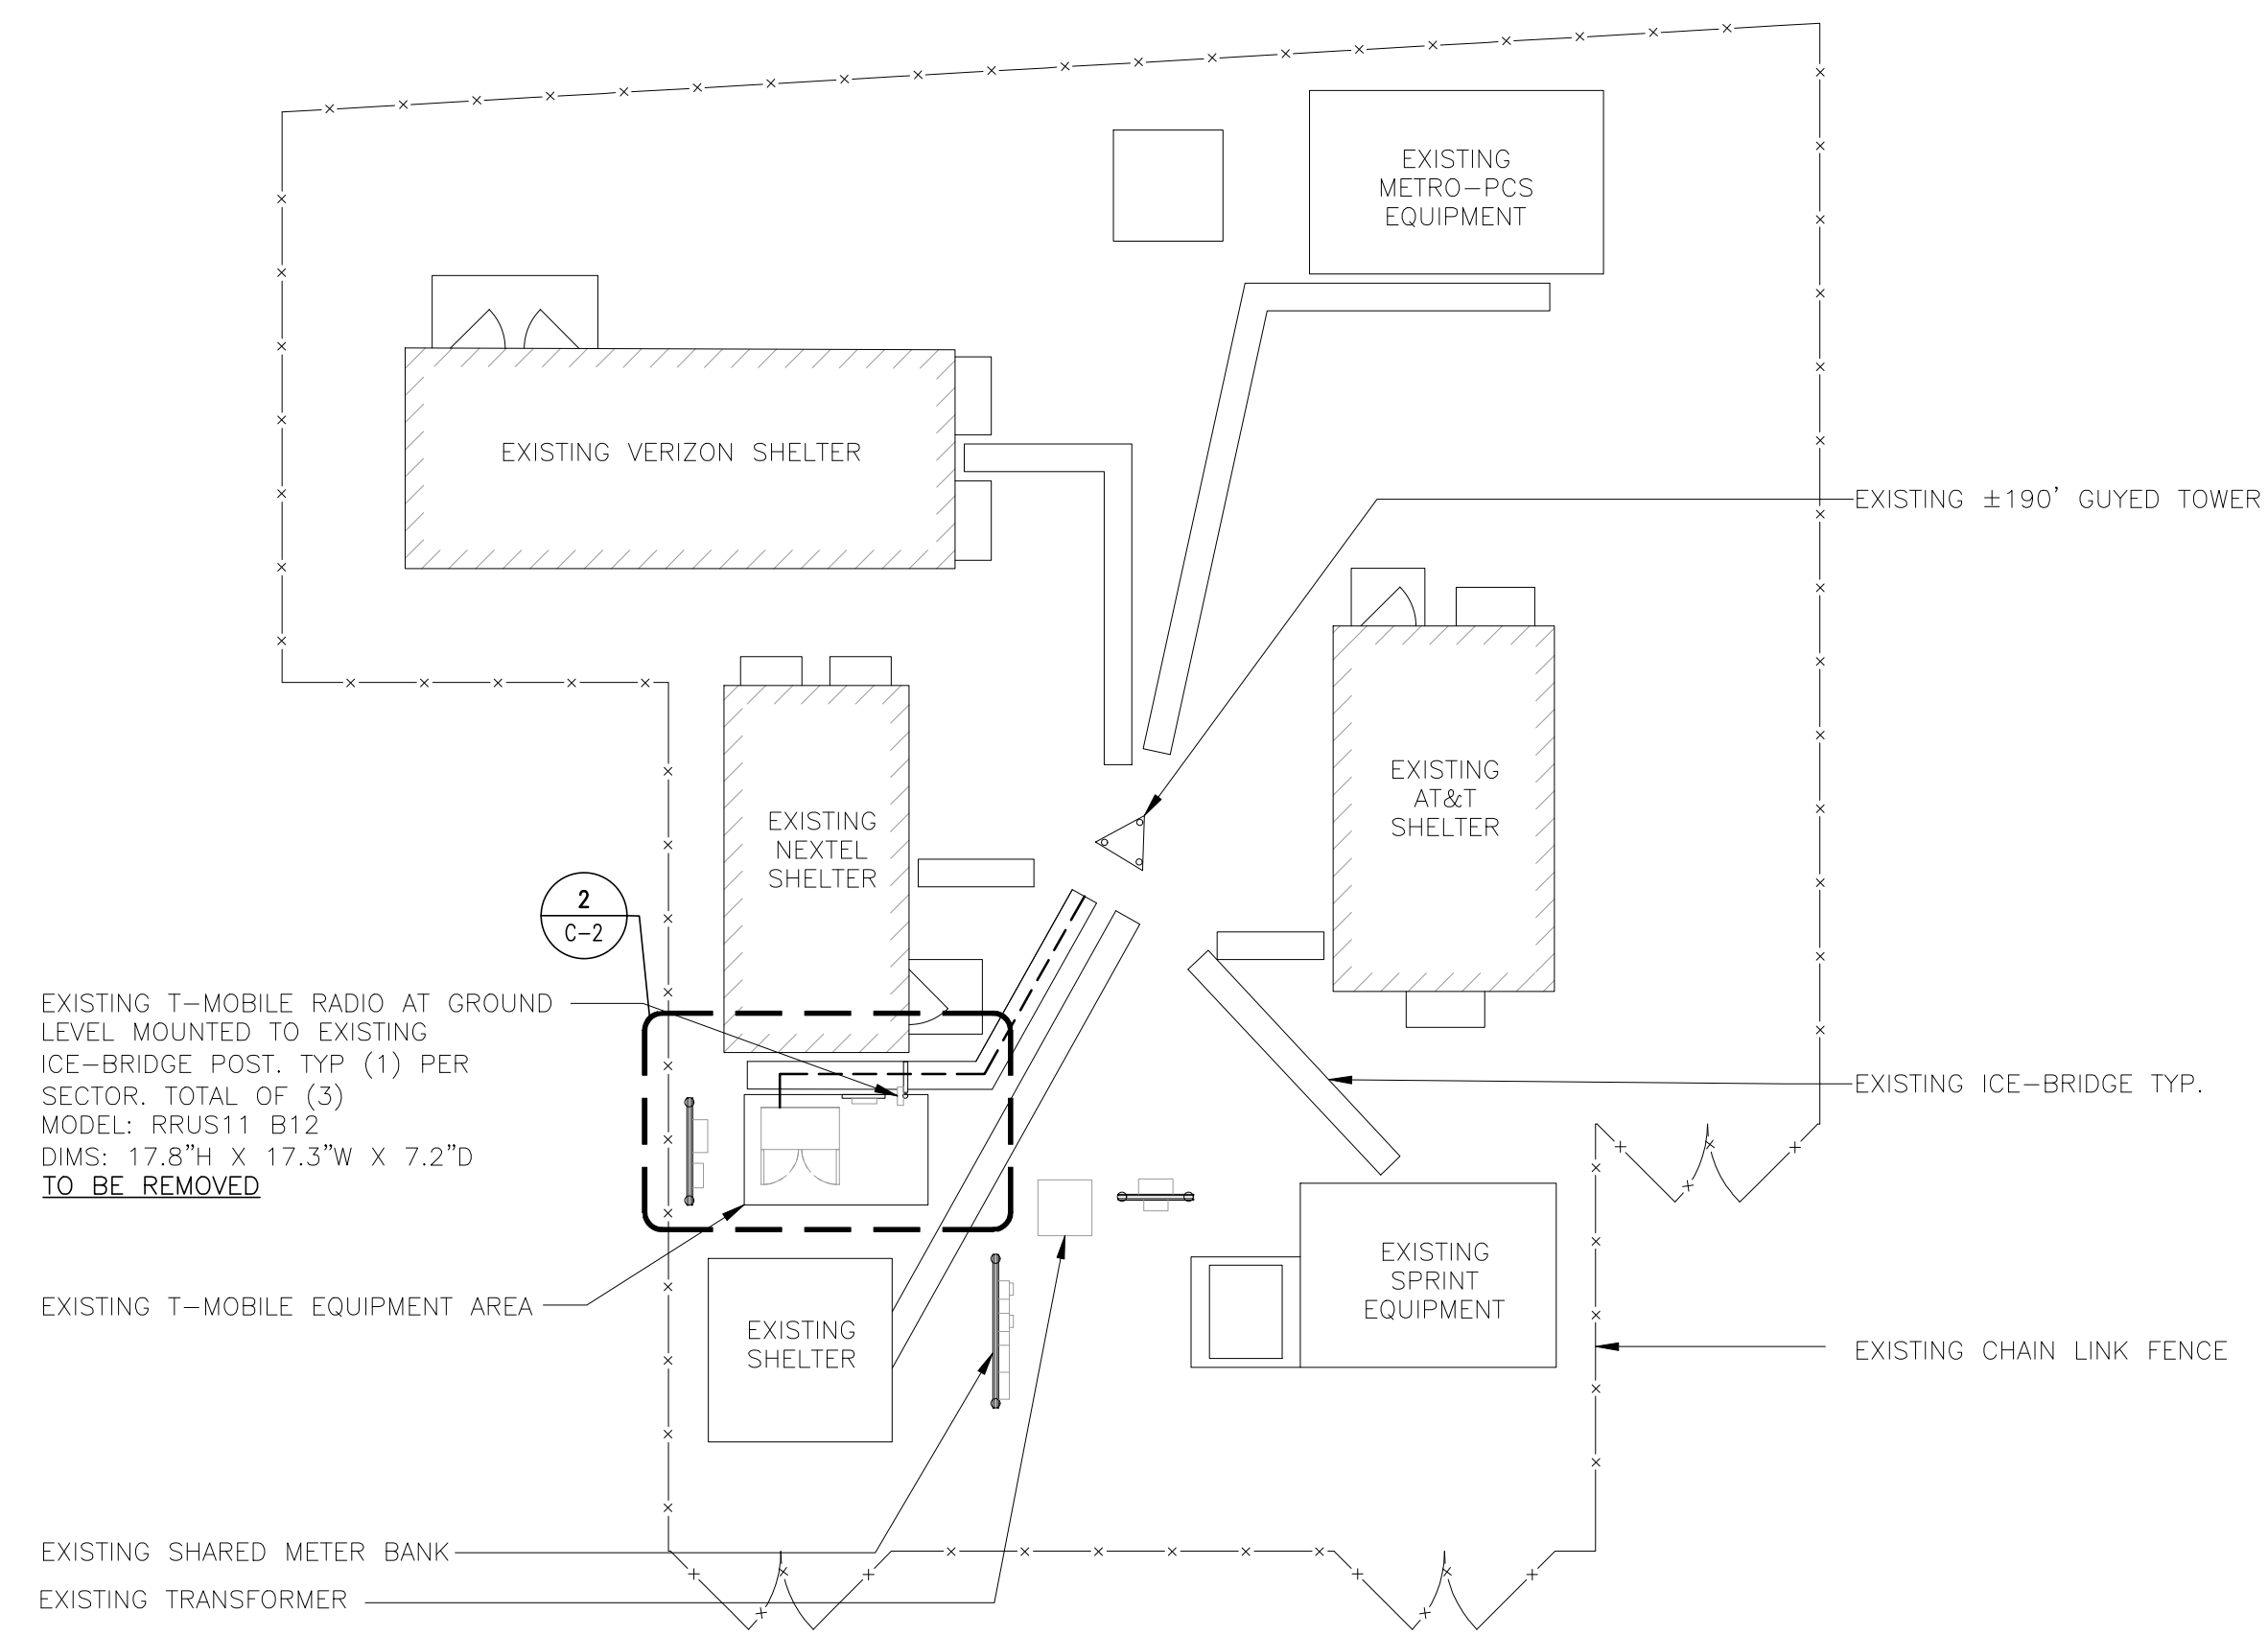 EXISTING
METRO-PCS
EQUIPMENT
EXISTING VERIZON SHELTER
EXISTING ±190' GUYED TOWER
EXISTING
AT&T
SHELTER
EXISTING
NEXTEL
SHELTER
2
C-2
EXISTING T-MOBILE RADIO AT GROUND
LEVEL MOUNTED TO EXISTING
ICE-BRIDGE POST. TYP (1) PER
SECTOR. TOTAL OF (3)
MODEL: RRUS11 B12
DIMS: 17.8"H X 17.3"W X 7.2"D
TO BE REMOVED
EXISTING ICE-BRIDGE TYP.
EXISTING T-MOBILE EQUIPMENT AREA
EXISTING
SHELTER
EXISTING
SPRINT
EQUIPMENT
EXISTING CHAIN LINK FENCE
EXISTING SHARED METER BANK
EXISTING TRANSFORMER